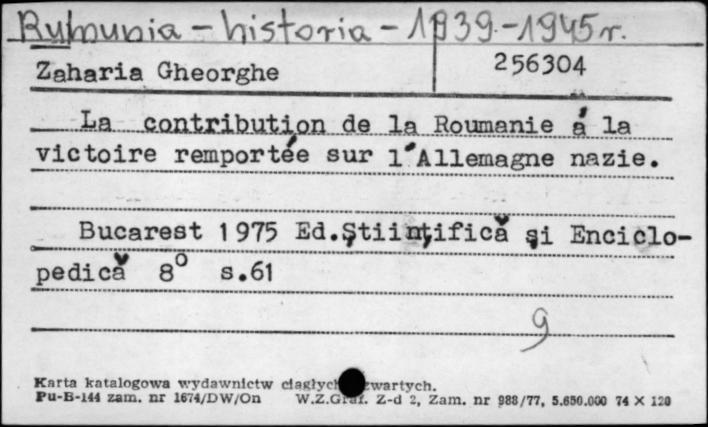 Rumunia - historia - 1939-1945 r.
Zaharia Gheorghe 256304
La contribution de la Roumanie á la
victoire remportée sur l'Allemagne nazie.
Bucarest 1975 Ed.Ştiinţifică şi Enciclo-
pedică 8° s.61
9
Karta katalogowa wydawnictw ciągłych zwartych.
Pu-B-144 zam. nr 1674/DW/On W.Z.Graf. Z-d 2, Zam. nr 988/77, 5.650.000 74 X 120